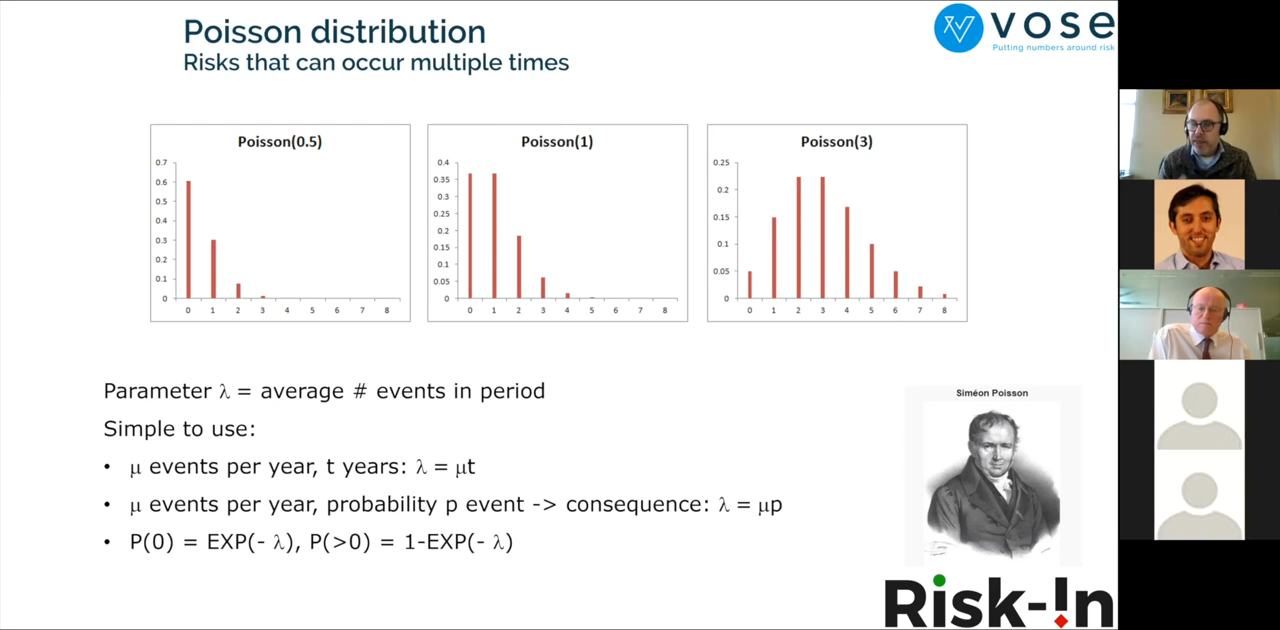 Poisson distribution
Risks that can occur multiple times
vose
Putting numbers around risk
Poisson(0.5)
0.7
0.6
0.5
0.4
0.3
0.2
0.1
0
0 1 2 3 4 5 6 7 8
Poisson(1)
0.4
0.35
0.3
0.25
0.2
0.15
0.1
0.05
0
0 1 2 3 4 5 6 7 8
Poisson(3)
0.25
0.2
0.15
0.1
0.05
0
0 1 2 3 4 5 6 7 8
Parameter λ = average # events in period
Simple to use:
• μ events per year, t years: λ = μt
• μ events per year, probability p event -> consequence: λ = μp
• P(0) = EXP(- λ), P(>0) = 1-EXP(- λ)
Siméon Poisson
Risk-!n